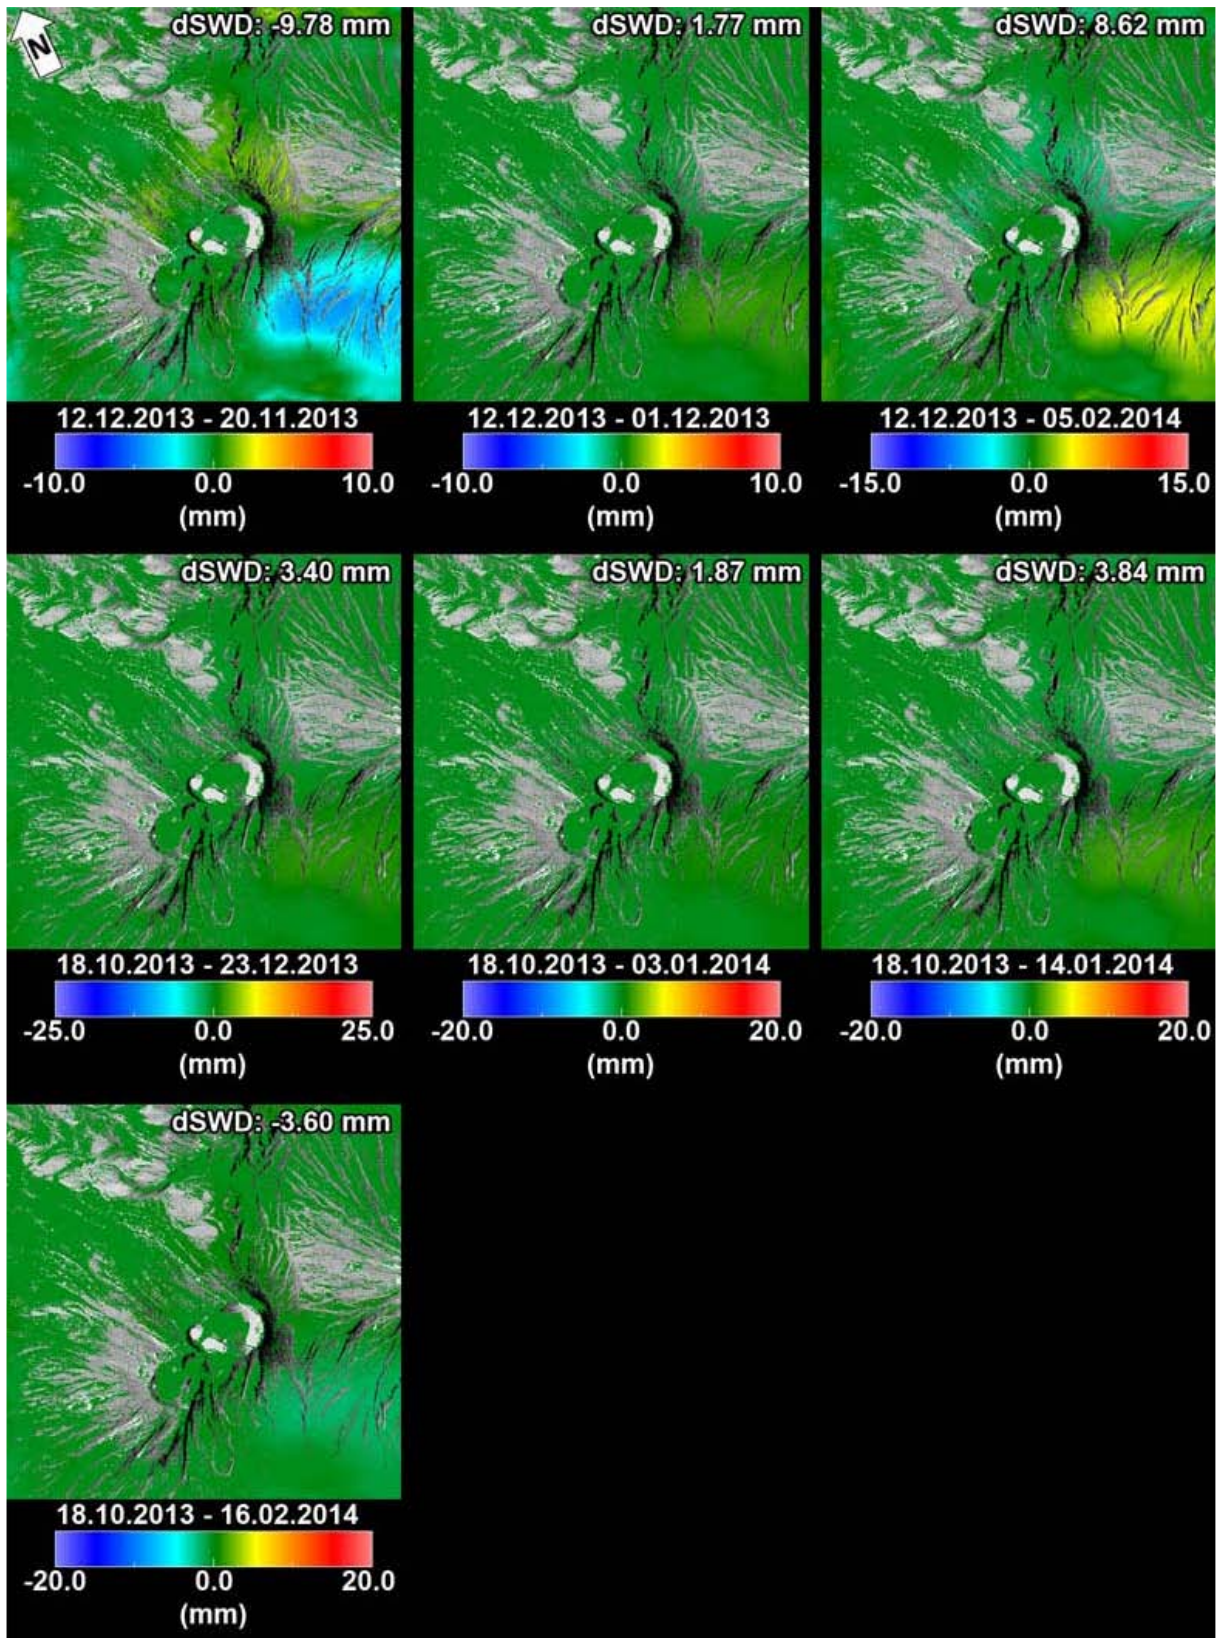 N
dSWD: -9.78 mm
dSWD: 1.77 mm
dSWD: 8.62 mm
12.12.2013 - 20.11.2013
12.12.2013 - 01.12.2013
12.12.2013 - 05.02.2014
-10.0 0.0 10.0
-10.0 0.0 10.0
-15.0 0.0 15.0
(mm)
(mm)
(mm)
dSWD: 3.40 mm
dSWD: 1.87 mm
dSWD: 3.84 mm
18.10.2013 - 23.12.2013
18.10.2013 - 03.01.2014
18.10.2013 - 14.01.2014
-25.0 0.0 25.0
-20.0 0.0 20.0
-20.0 0.0 20.0
(mm)
(mm)
(mm)
dSWD: -3.60 mm
18.10.2013 - 16.02.2014
-20.0 0.0 20.0
(mm)